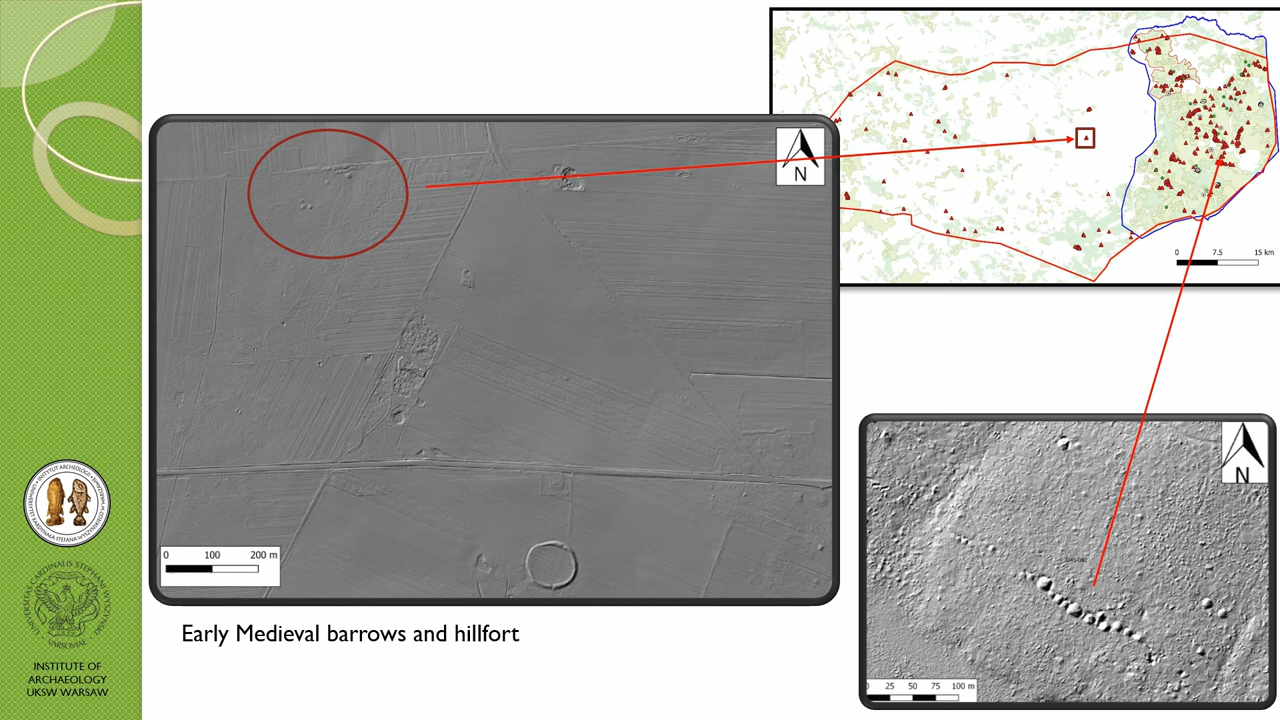 N
0 7.5 15 km
0 100 200 m
N
0 25 50 75 100 m
Early Medieval barrows and hillfort
INSTITUTE OF
ARCHAEOLOGY
UKSW WARSAW